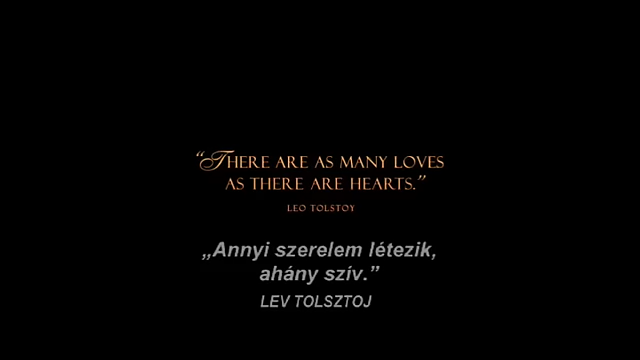 “There are as many loves
as there are hearts.”
LEO TOLSTOY
„Annyi szerelem létezik,
ahány szív.”
LEV TOLSZTOJ